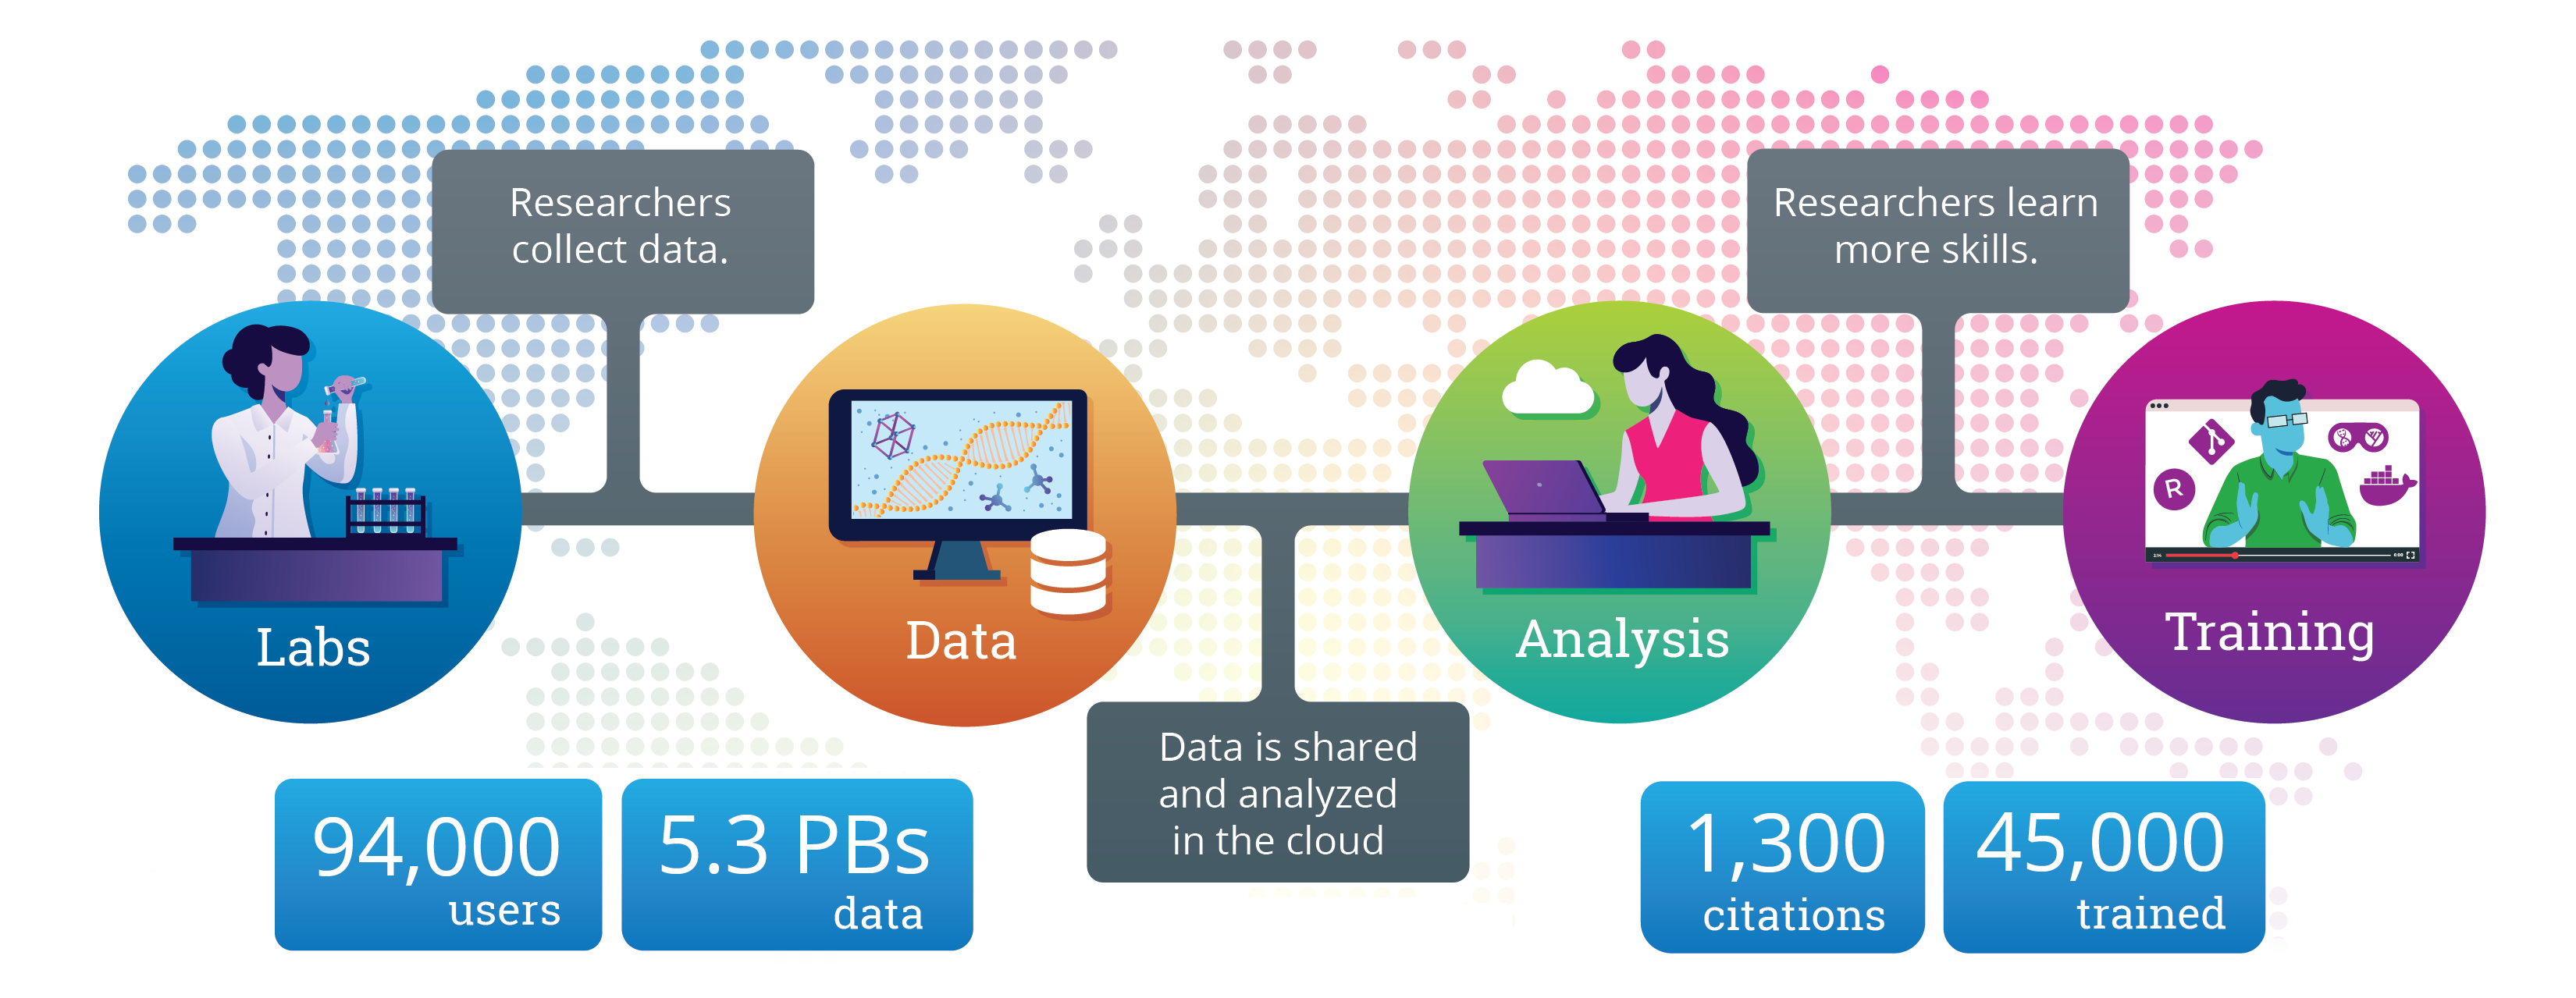 Researchers
collect data.
Researchers learn
more skills.
R
Labs
Data
Analysis
Training
Data is shared
and analyzed
in the cloud
94,000
users
5.3 PBs
data
1,300
citations
45,000
trained